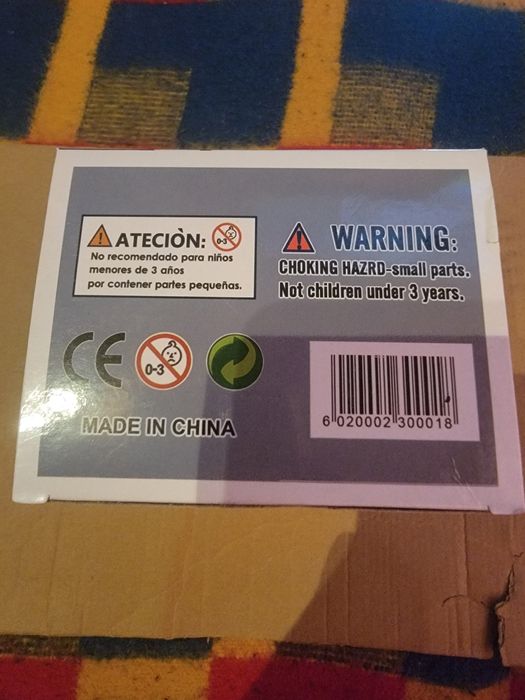 ATECIÒN:
0-3
No recomendado para niños
menores de 3 años
por contener partes pequeñas.
WARNING:
CHOKING HAZRD-small parts.
Not children under 3 years.
CE
0-3
MADE IN CHINA
6 020002 300018